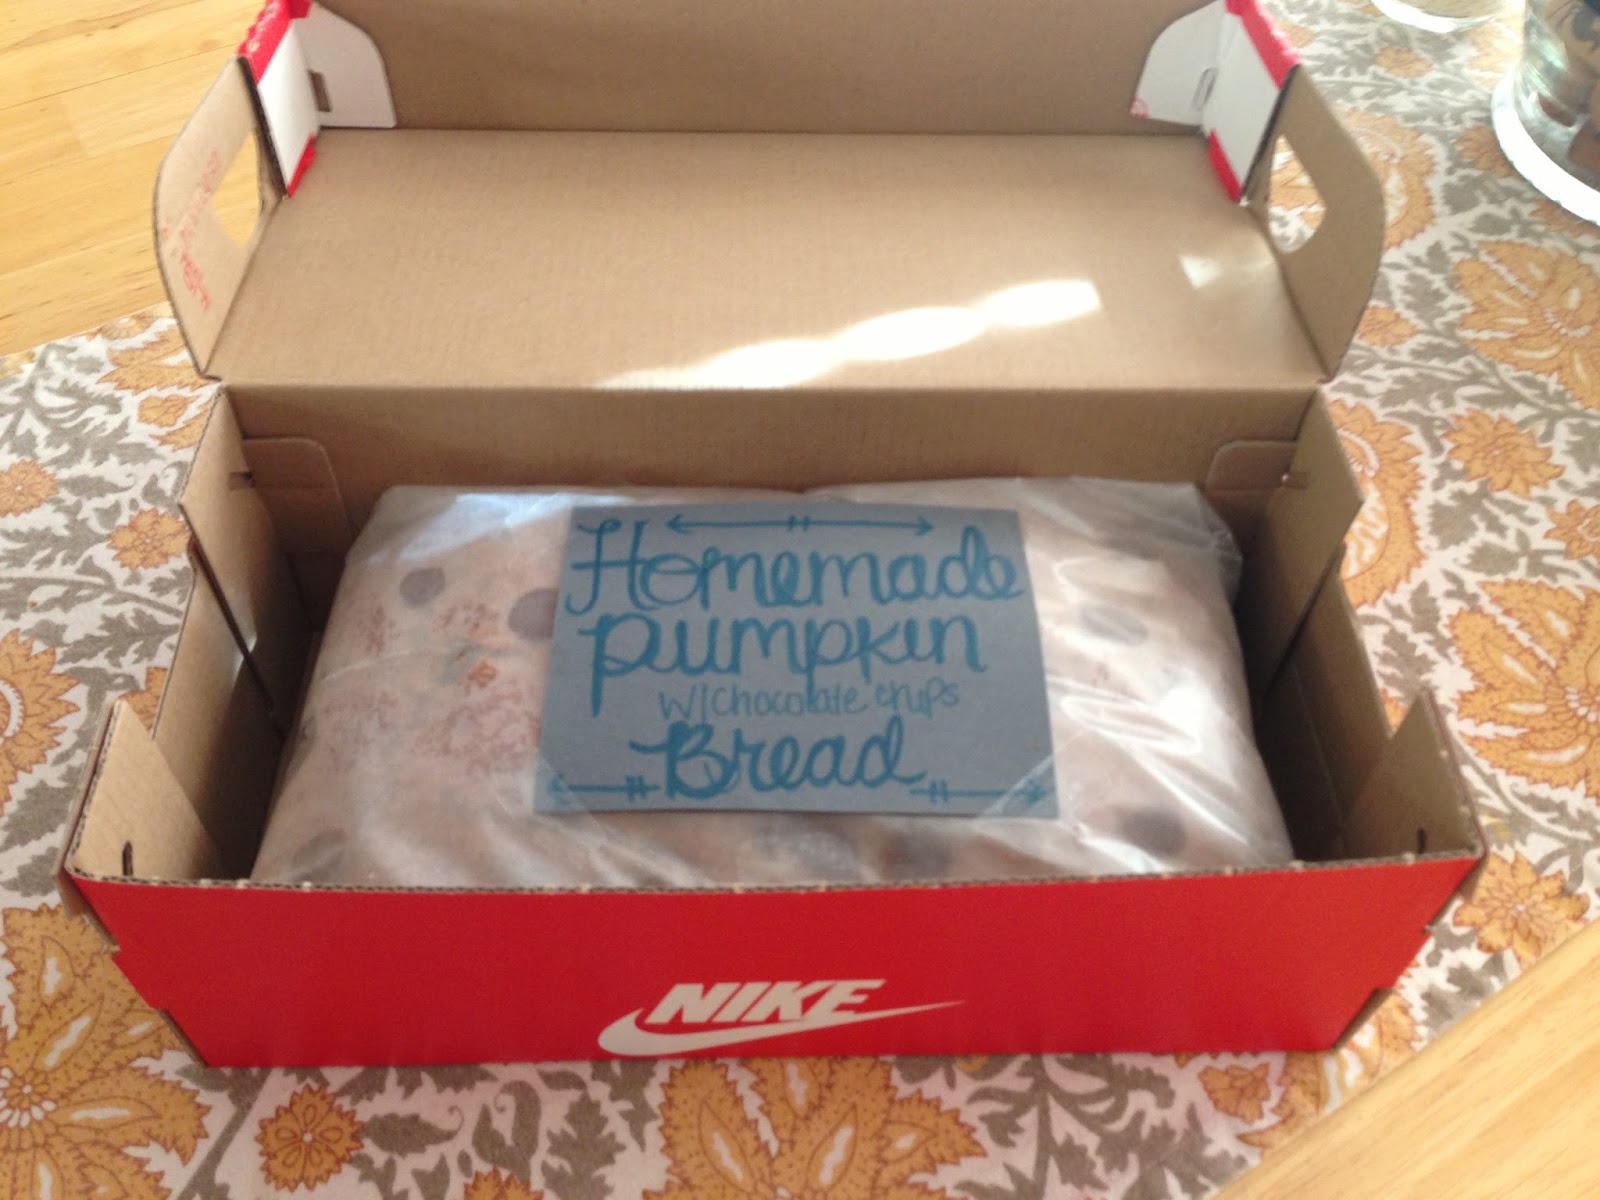 Homemade
pumpkin
w/chocolate chips
Bread
NIKE